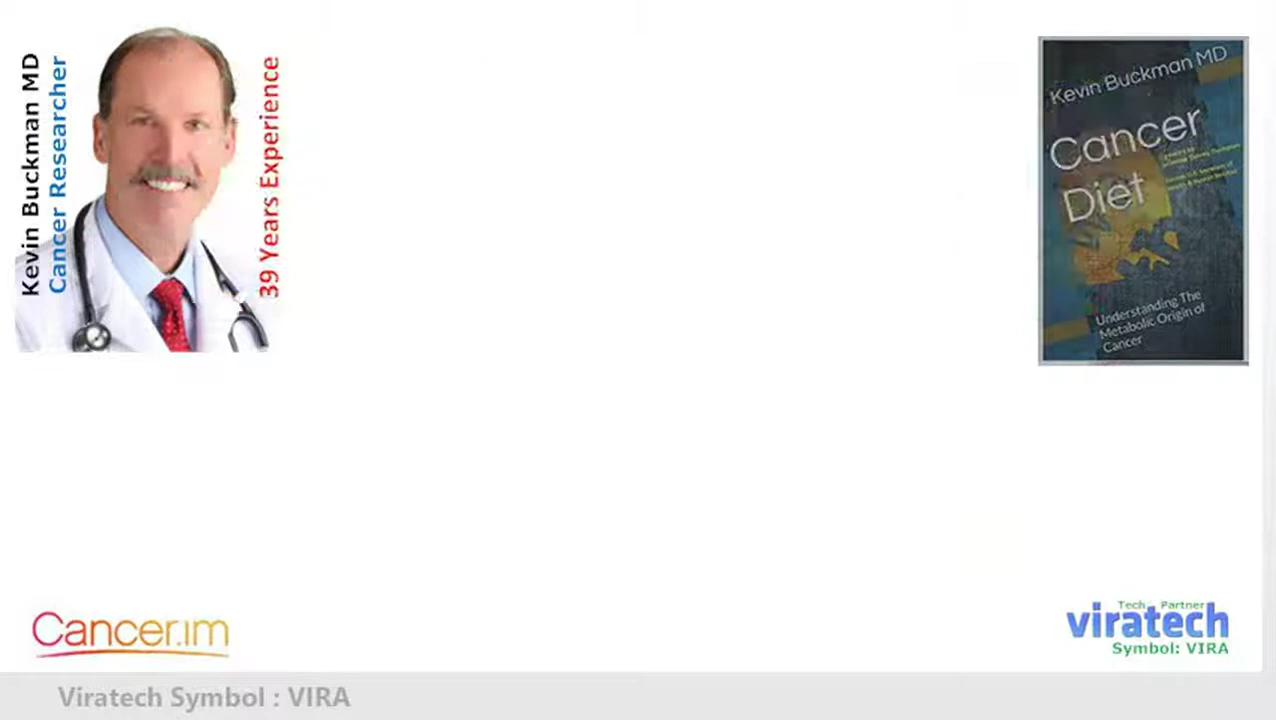 Kevin Buckman MD
Cancer Researcher
39 Years Experience
Kevin Buckman MD
Cancer
Diet
Understanding The
Metabolic Origin of
Cancer
Cancer.im
Tech Partner
viratech
Symbol: VIRA
Viratech Symbol : VIRA